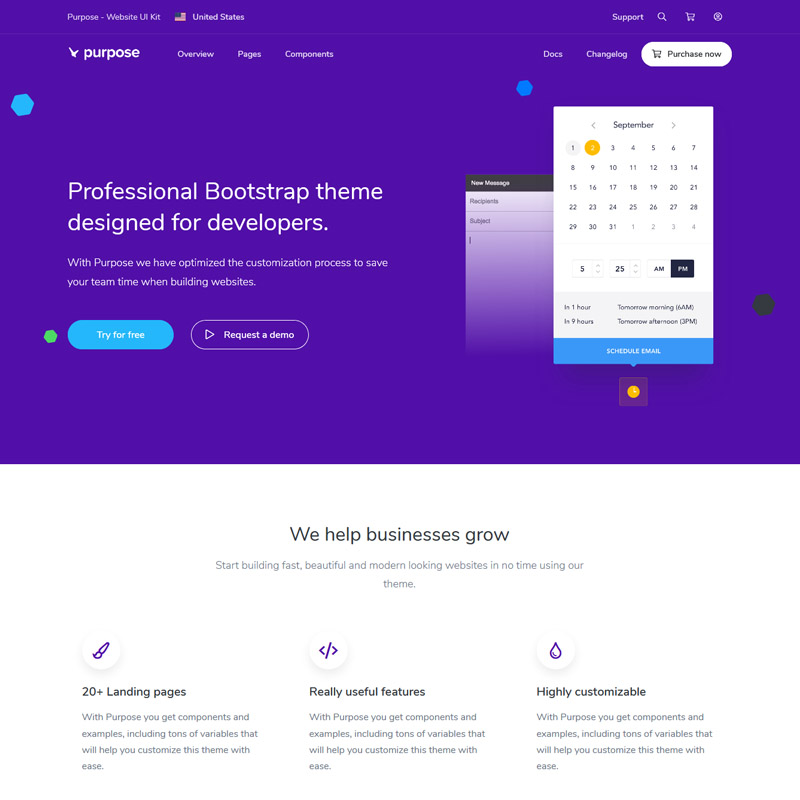 Purpose - Website UI Kit United States Support
purpose Overview Pages Components Docs Changelog Purchase now
Professional Bootstrap theme
designed for developers.
With Purpose we have optimized the customization process to save
your team time when building websites.
Try for free Request a demo
New Message
Recipients
Subject
September
1 2 3 4 5 6 7
8 9 10 11 12 13 14
15 16 17 18 19 20 21
22 23 24 25 26 27 28
29 30 31 1 2 3 4
5 25 AM PM
In 1 hour Tomorrow morning (6AM)
In 9 hours Tomorrow afternoon (3PM)
SCHEDULE EMAIL
We help businesses grow
Start building fast, beautiful and modern looking websites in no time using our
theme.
20+ Landing pages
With Purpose you get components and
examples, including tons of variables that
will help you customize this theme with
ease.
Really useful features
With Purpose you get components and
examples, including tons of variables that
will help you customize this theme with
ease.
Highly customizable
With Purpose you get components and
examples, including tons of variables that
will help you customize this theme with
ease.